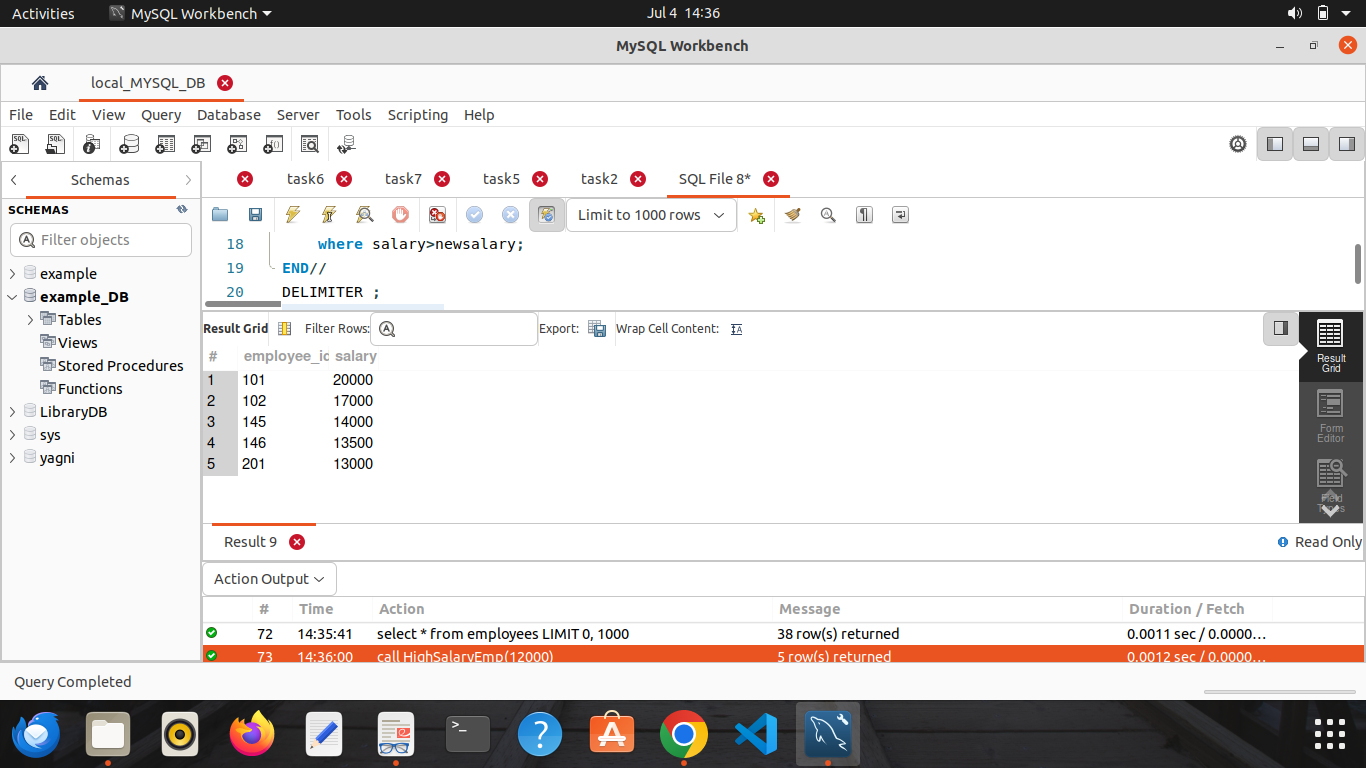 Activities MySQL Workbench Jul 4 14:36
MySQL Workbench
local_MYSQL_DB
File Edit View Query Database Server Tools Scripting Help
Schemas
task6 task7 task5 task2 SQL File 8*
SCHEMAS
Filter objects
example
example_DB
Tables
Views
Stored Procedures
Functions
LibraryDB
sys
yagni
Limit to 1000 rows
18 where salary>newsalary;
19 END//
20 DELIMITER ;
Result Grid Filter Rows: Export: Wrap Cell Content:
# employee_id salary
1 101 20000
2 102 17000
3 145 14000
4 146 13500
5 201 13000
Result
Grid
Form
Editor
Field
Types
Result 9 Read Only
Action Output
# Time Action Message Duration / Fetch
72 14:35:41 select * from employees LIMIT 0, 1000 38 row(s) returned 0.0011 sec / 0.0000...
73 14:36:00 call HighSalaryEmp(12000) 5 row(s) returned 0.0012 sec / 0.0000...
Query Completed